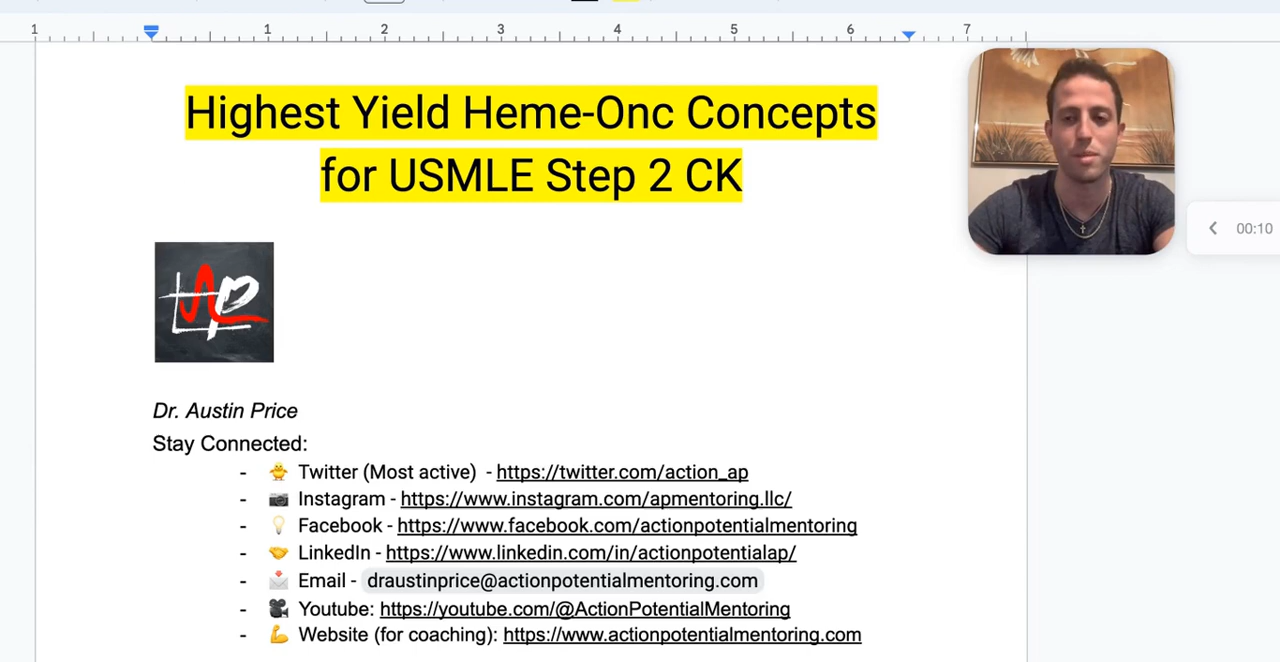 1 1 2 3 4 5 6 7
Highest Yield Heme-Onc Concepts
for USMLE Step 2 CK
00:10
AP
Dr. Austin Price
Stay Connected:
- 🐥 Twitter (Most active) - https://twitter.com/action_ap
- 📷 Instagram - https://www.instagram.com/apmentoring.llc/
- 💡 Facebook - https://www.facebook.com/actionpotentialmentoring
- 🤝 LinkedIn - https://www.linkedin.com/in/actionpotentialap/
- 📩 Email - draustinprice@actionpotentialmentoring.com
- 🎥 Youtube: https://youtube.com/@ActionPotentialMentoring
- 💪 Website (for coaching): https://www.actionpotentialmentoring.com